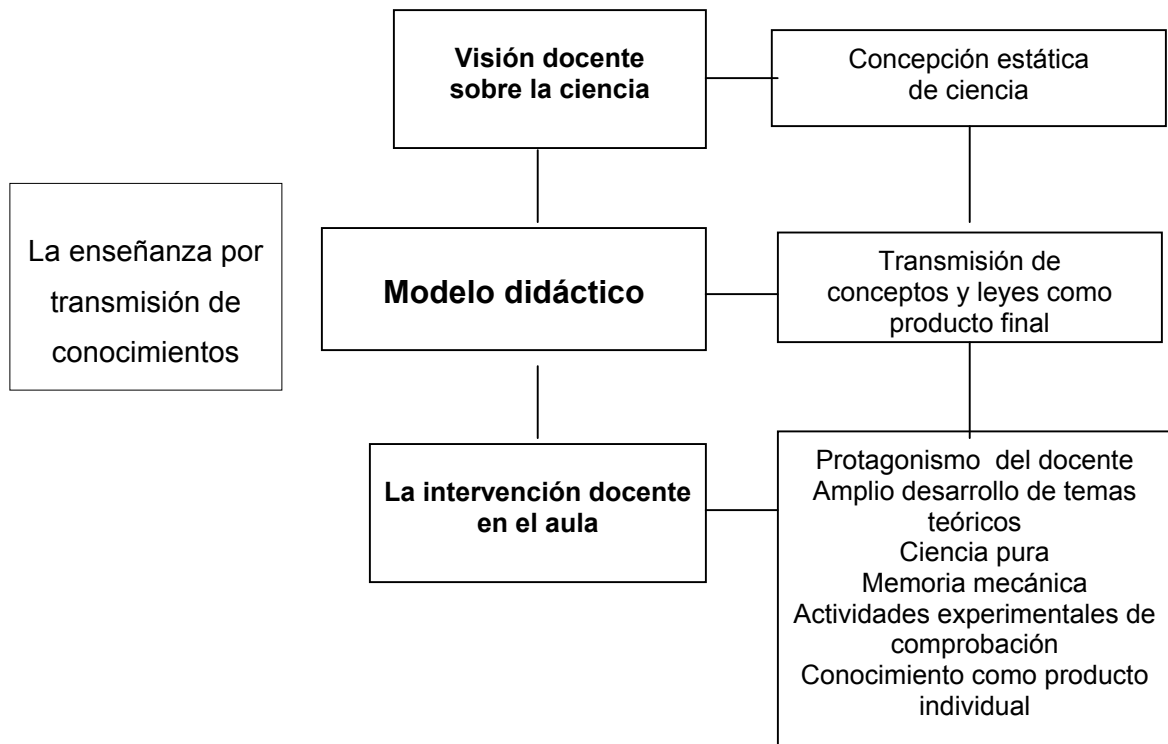 Visión docente
sobre la ciencia
Concepción estática
de ciencia
La enseñanza por
transmisión de
conocimientos
Modelo didáctico
Transmisión de
conceptos y leyes como
producto final
La intervención docente
en el aula
Protagonismo del docente
Amplio desarrollo de temas
teóricos
Ciencia pura
Memoria mecánica
Actividades experimentales de
comprobación
Conocimiento como producto
individual